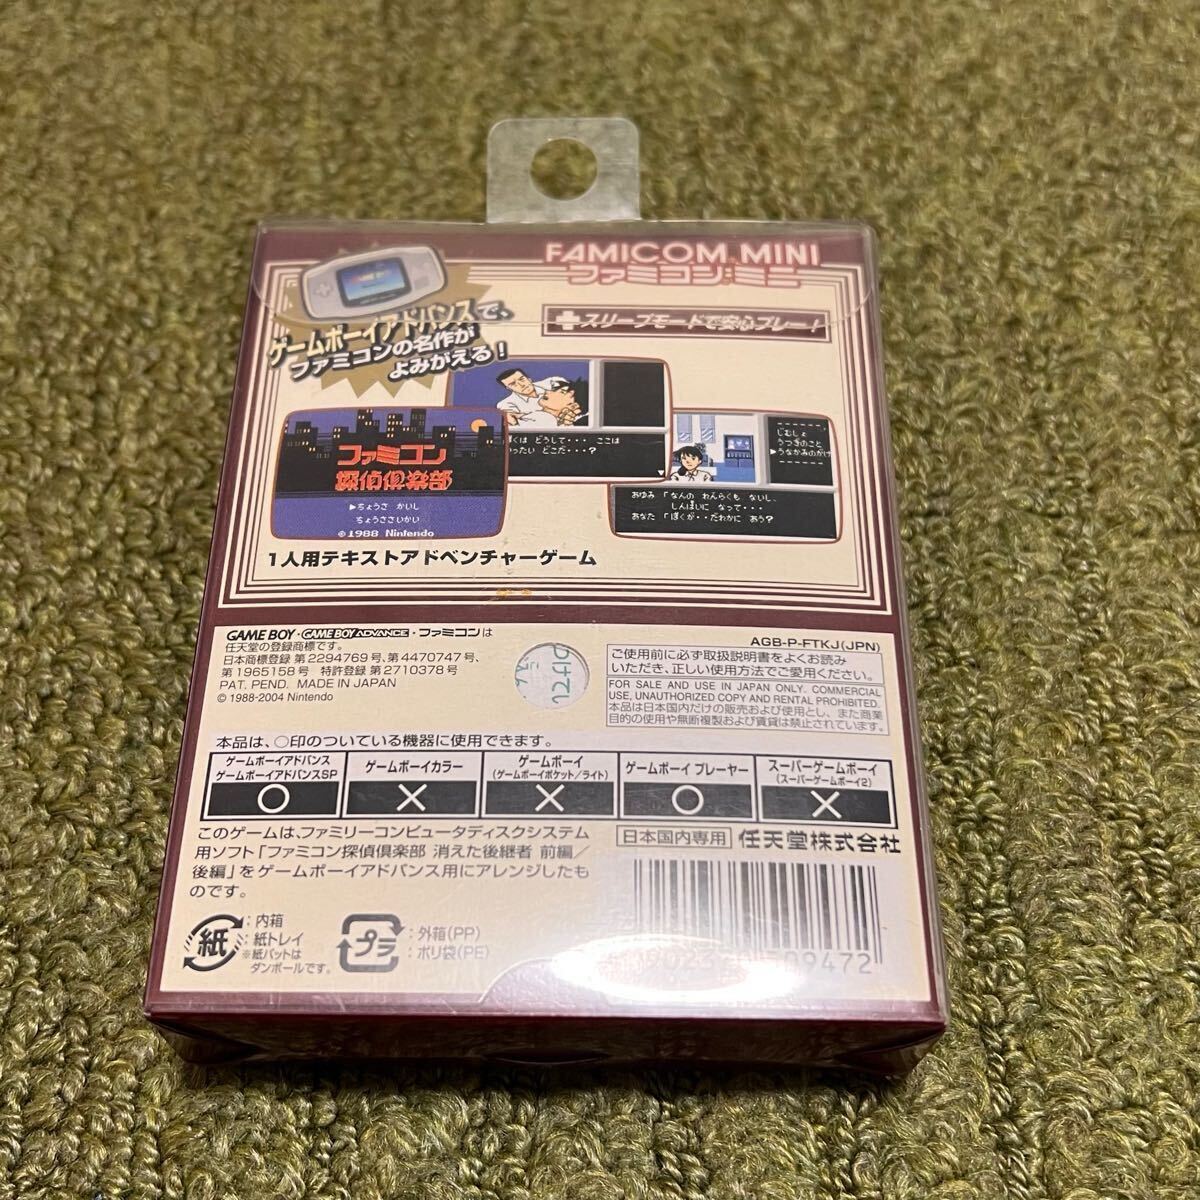 FAMICOM MINI
ファミコンミニ
ゲームボーイアドバンスで、
ファミコンの名作が
よみがえる!
スリープモードで安心プレー!
GAME BOY
ファミコン
探偵倶楽部
▶ちょうさ かいし
ちょうささいかい
©1988 Nintendo
くは どうして・・・ ここは
ったい どこだ・・・?
じむしょ
うつぎのこと
▶うなかみのがけ
あゆみ「なんの れんらくも ないし、
しんぱいに なって・・・
あなた「ぼくが・・だれかに あう?
1人用テキストアドベンチャーゲーム
GAME BOY・GAME BOY ADVANCE・ファミコンは
任天堂の登録商標です。
日本商標登録 第2294769号、第4470747号、
第1965158号 特許登録 第2710378号
PAT. PEND. MADE IN JAPAN
© 1988-2004 Nintendo
AGB-P-FTKJ(JPN)
ご使用前に必ず取扱説明書をよくお読み
いただき、正しい使用方法でご愛用ください。
FOR SALE AND USE IN JAPAN ONLY. COMMERCIAL
USE, UNAUTHORIZED COPY AND RENTAL PROHIBITED.
本品は日本国内だけの販売および使用とし、また商業
目的の使用や無断複製および賃貸は禁止されています。
本品は、○印のついている機器に使用できます。
ゲームボーイアドバンス
ゲームボーイアドバンスSP
○
ゲームボーイカラー
×
ゲームボーイ
(ゲームボーイポケット/ライト)
×
ゲームボーイ プレーヤー
○
スーパーゲームボーイ
(スーパーゲームボーイ2)
×
このゲームは、ファミリーコンピュータディスクシステム
用ソフト「ファミコン探偵倶楽部 消えた後継者 前編/
後編」をゲームボーイアドバンス用にアレンジしたも
のです。
日本国内専用 任天堂株式会社
紙
:内箱
:紙トレイ
※紙パットは
ダンボールです。
プラ
:外箱(PP)
:ポリ袋(PE)
09472